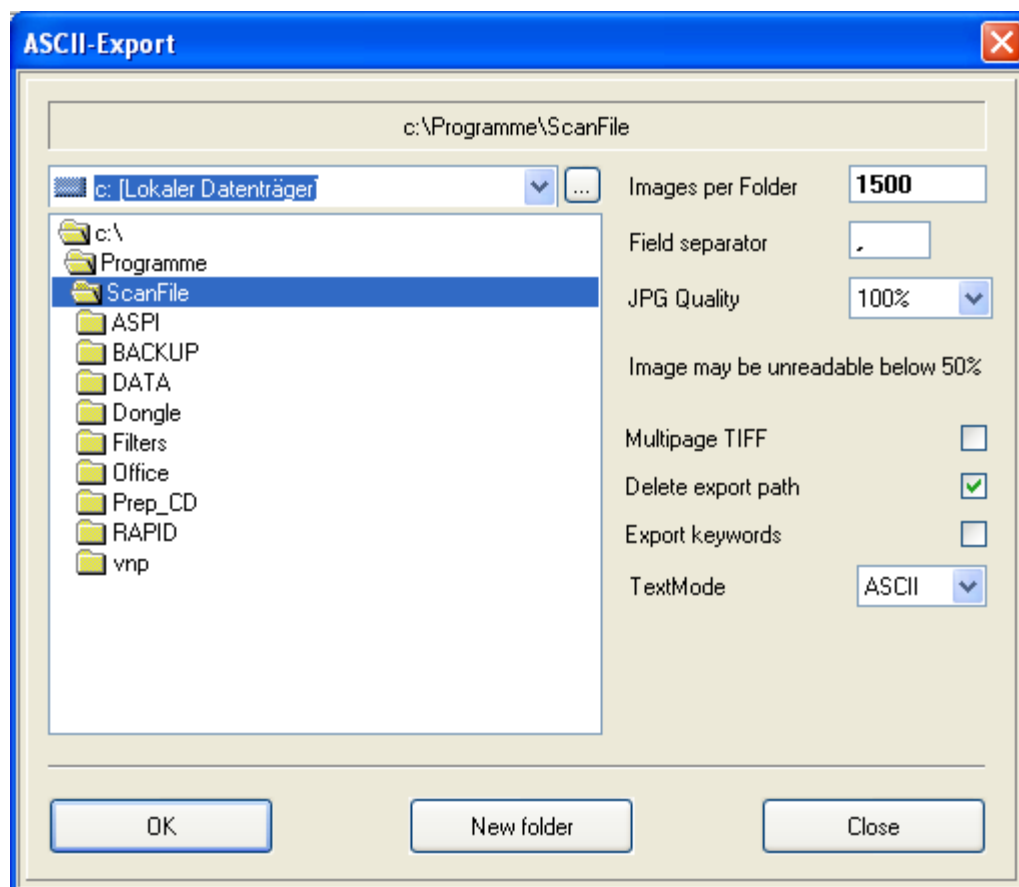 ASCII-Export
c:\Programme\ScanFile
c: [Lokaler Datenträger]
...
c:\
Programme
ScanFile
ASPI
BACKUP
DATA
Dongle
Filters
Office
Prep_CD
RAPID
vnp
Images per Folder 1500
Field separator ,
JPG Quality 100%
Image may be unreadable below 50%
Multipage TIFF
Delete export path
Export keywords
TextMode ASCII
OK New folder Close